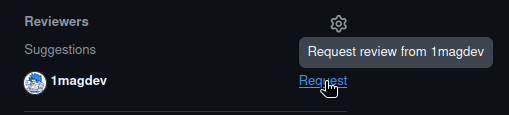 Reviewers
Suggestions
Request review from 1magdev
1magdev
Request